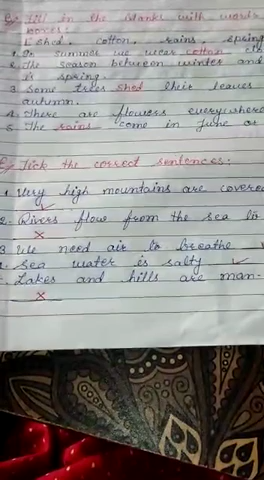 Ex: Fill in the blanks with words
boxes:
[shed, cotton, rains, spring
1. In summer we wear cotton clo
2. The season between winter and
is spring.
3. Some trees shed their leaves
autumn.
4. There are flowers everywhere
5. The rains come in June or
Ex Tick the correct sentences:
1. Very high mountains are covered
✓
2. Rivers flow from the sea to
×
3. We need air to breathe
4. Sea water is salty ✓
5. Lakes and hills are man-
×